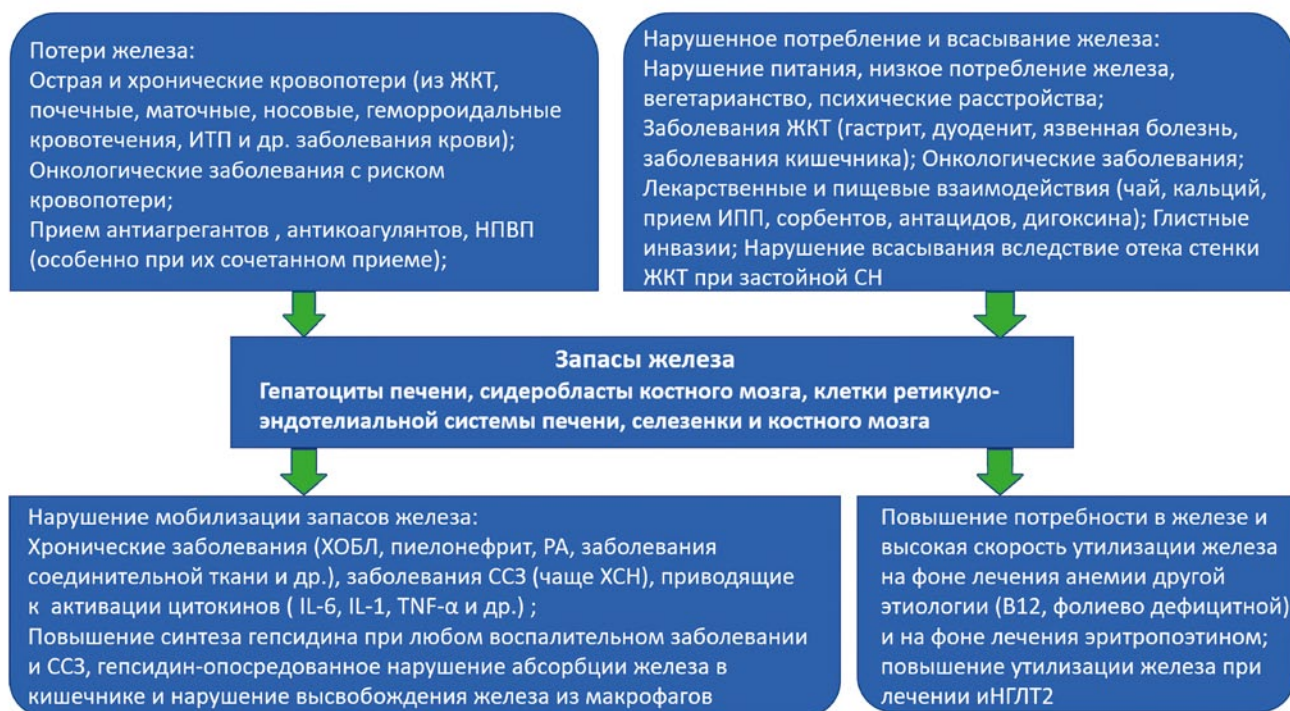 Потери железа:
Острая и хронические кровопотери (из ЖКТ,
почечные, маточные, носовые, геморроидальные
кровотечения, ИТП и др. заболевания крови);
Онкологические заболевания с риском
кровопотери;
Прием антиагрегантов , антикоагулянтов, НПВП
(особенно при их сочетанном приеме);
Нарушенное потребление и всасывание железа:
Нарушение питания, низкое потребление железа,
вегетарианство, психические расстройства;
Заболевания ЖКТ (гастрит, дуоденит, язвенная болезнь,
заболевания кишечника); Онкологические заболевания;
Лекарственные и пищевые взаимодействия (чай, кальций,
прием ИПП, сорбентов, антацидов, дигоксина); Глистные
инвазии; Нарушение всасывания вследствие отека стенки
ЖКТ при застойной СН
Запасы железа
Гепатоциты печени, сидеробласты костного мозга, клетки ретикуло-
эндотелиальной системы печени, селезенки и костного мозга
Нарушение мобилизации запасов железа:
Хронические заболевания (ХОБЛ, пиелонефрит, РА, заболевания
соединительной ткани и др.), заболевания ССЗ (чаще ХСН), приводящие
к активации цитокинов ( IL-6, IL-1, TNF-α и др.) ;
Повышение синтеза гепсидина при любом воспалительном заболевании
и ССЗ, гепсидин-опосредованное нарушение абсорбции железа в
кишечнике и нарушение высвобождения железа из макрофагов
Повышение потребности в железе и
высокая скорость утилизации железа
на фоне лечения анемии другой
этиологии (В12, фолиево дефицитной)
и на фоне лечения эритропоэтином;
повышение утилизации железа при
лечении иНГЛТ2